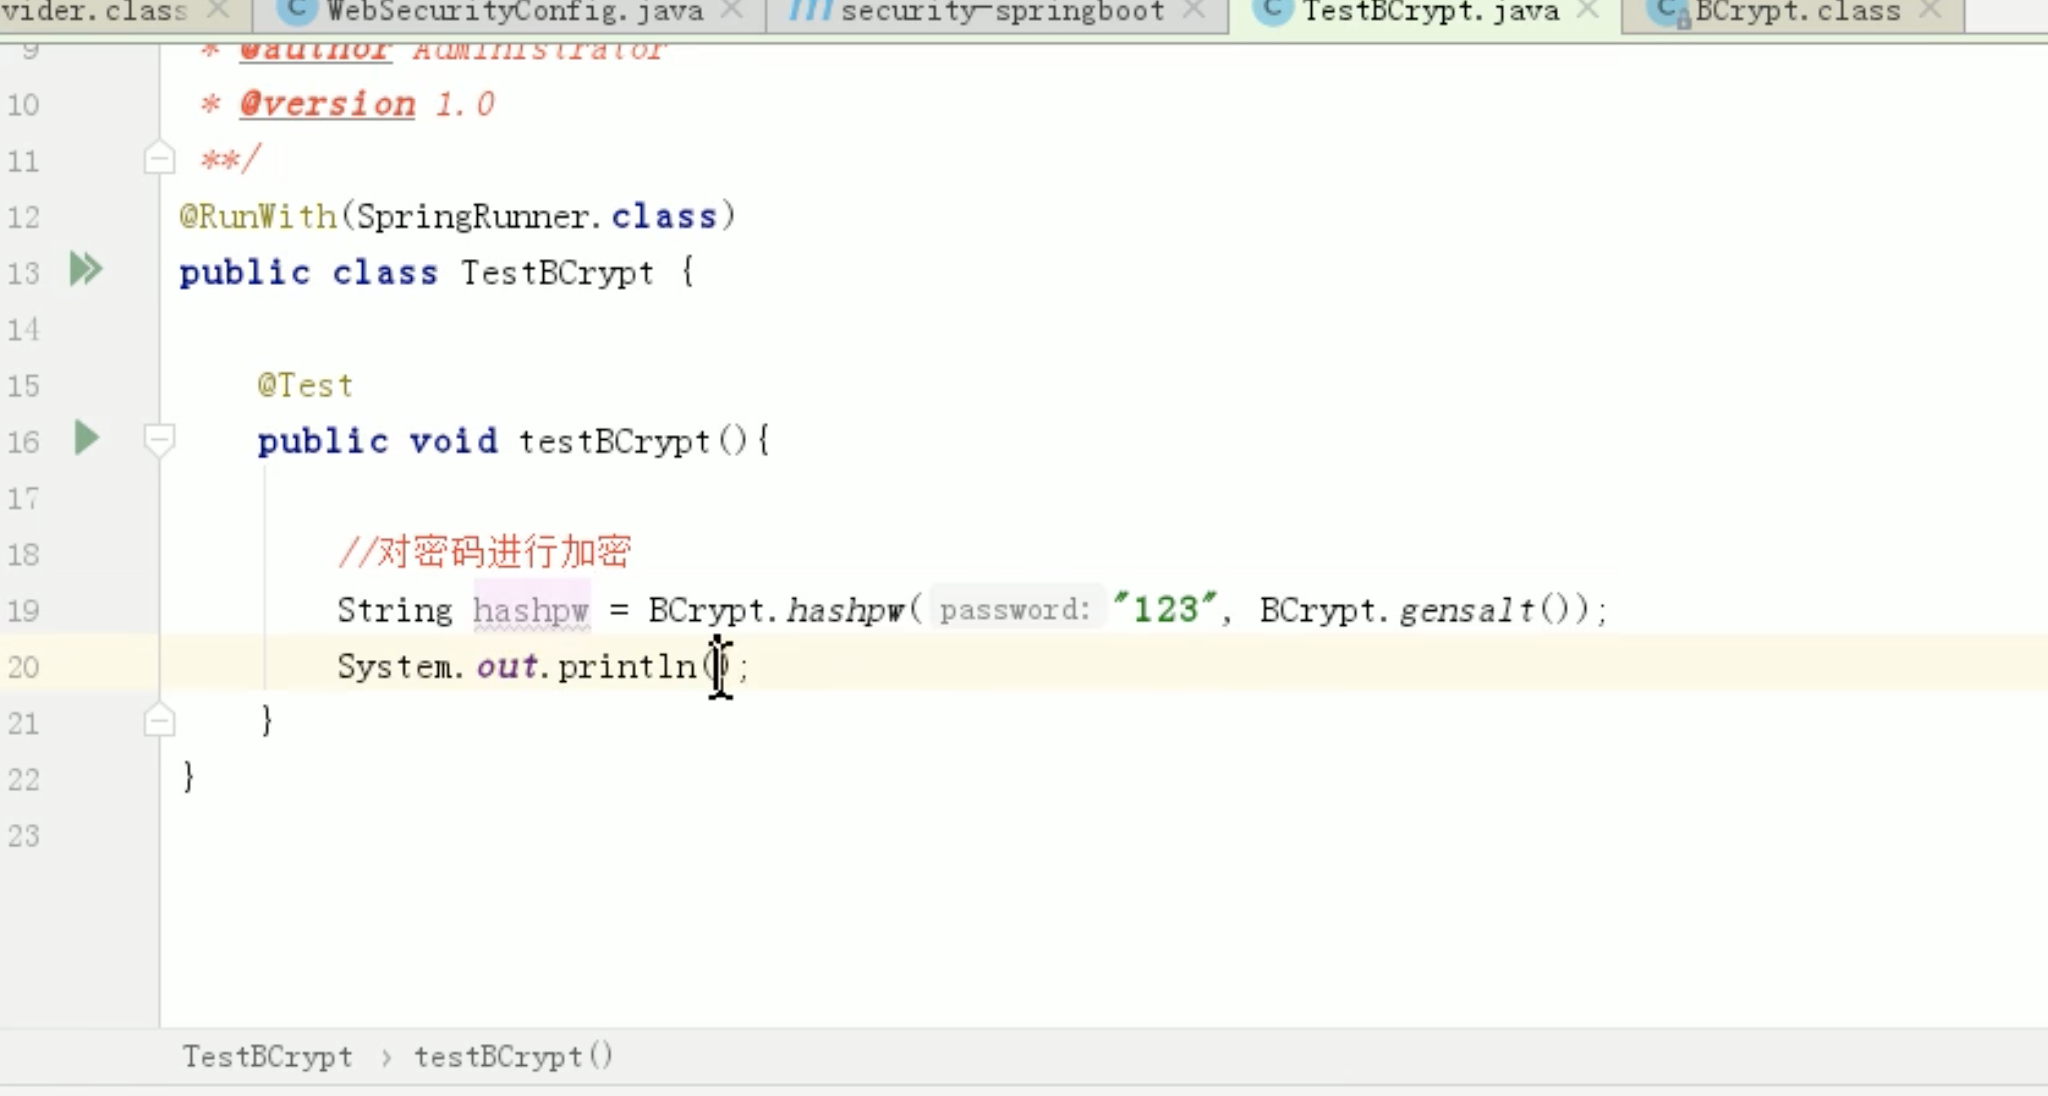 vider.class WebSecurityConfig.java security-springboot TestBCrypt.java BCrypt.class
9 * @author Administrator
10 * @version 1.0
11 **/
12 @RunWith(SpringRunner.class)
13 public class TestBCrypt {
14
15 @Test
16 public void testBCrypt(){
17
18 //对密码进行加密
19 String hashpw = BCrypt.hashpw( password: "123", BCrypt.gensalt());
20 System.out.println();
21 }
22 }
23
TestBCrypt › testBCrypt()